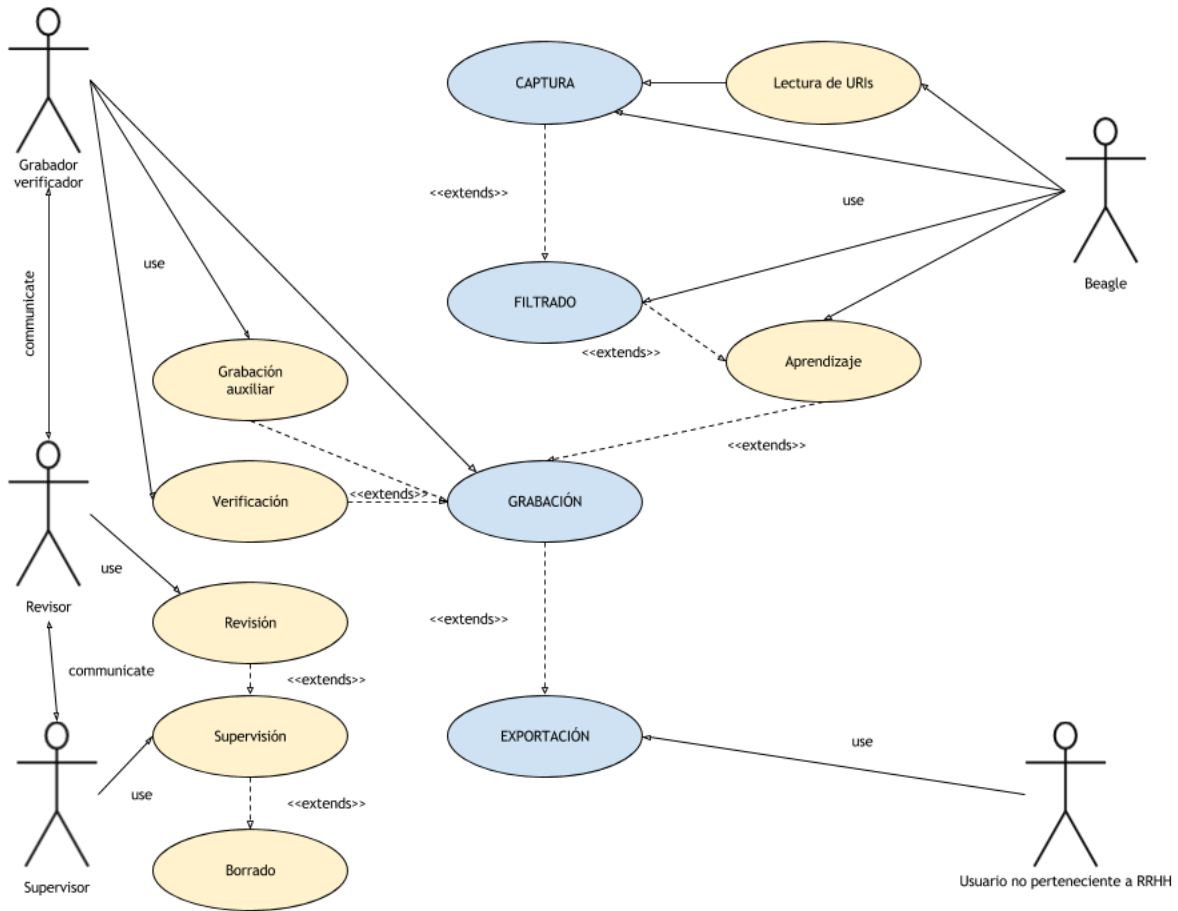 CAPTURA
Lectura de URIs
Grabador
verificador
<<extends>>
use
Beagle
use
communicate
FILTRADO
<<extends>>
Aprendizaje
Grabación
auxiliar
<<extends>>
Verificación
<<extends>>
GRABACIÓN
use
Revisor
Revisión
<<extends>>
communicate
<<extends>>
Supervisión
EXPORTACIÓN
use
use
<<extends>>
Borrado
Supervisor
Usuario no perteneciente a RRHH